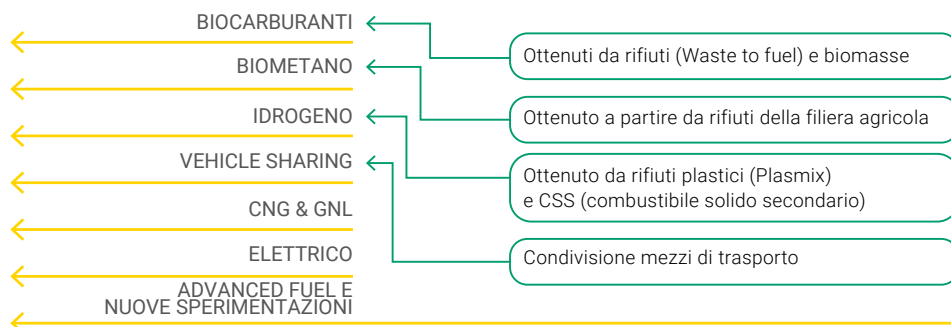 BIOCARBURANTI
Ottenuti da rifiuti (Waste to fuel) e biomasse
BIOMETANO
Ottenuto a partire da rifiuti della filiera agricola
IDROGENO
Ottenuto da rifiuti plastici (Plasmix)
e CSS (combustibile solido secondario)
VEHICLE SHARING
Condivisione mezzi di trasporto
CNG & GNL
ELETTRICO
ADVANCED FUEL E
NUOVE SPERIMENTAZIONI